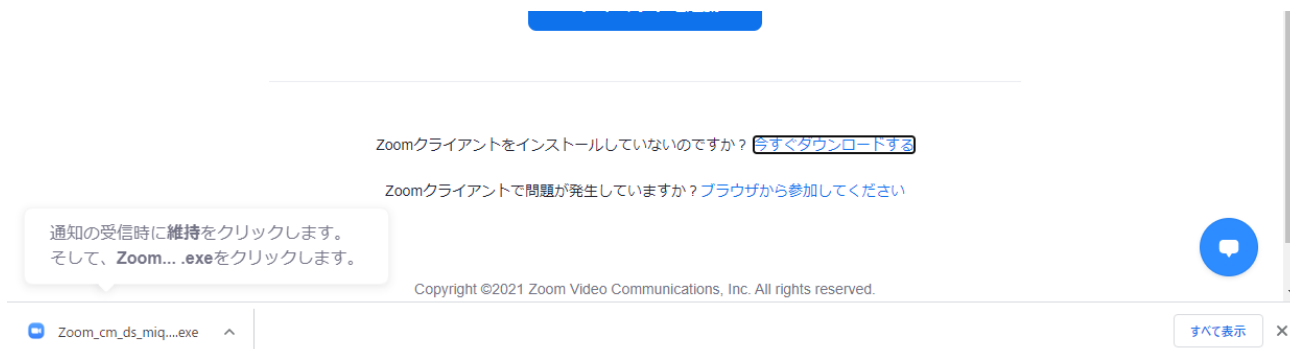 Zoomクライアントをインストールしていないのですか？今すぐダウンロードする
Zoomクライアントで問題が発生していますか？ブラウザから参加してください
通知の受信時に維持をクリックします。
そして、Zoom... .exeをクリックします。
Copyright ©2021 Zoom Video Communications, Inc. All rights reserved.
Zoom_cm_ds_miq....exe
すべて表示